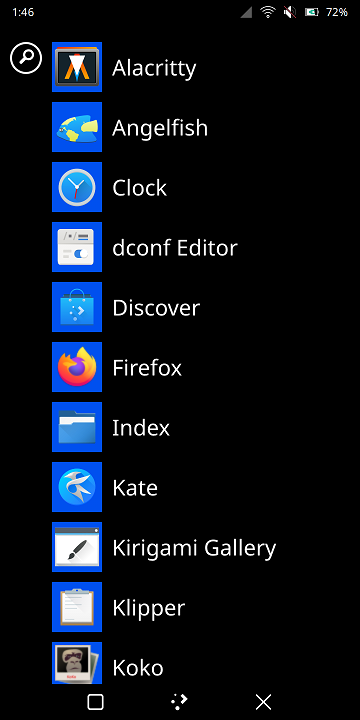 1:46
72%
Alacritty
Angelfish
Clock
dconf Editor
Discover
Firefox
Index
Kate
Kirigami Gallery
Klipper
Koko